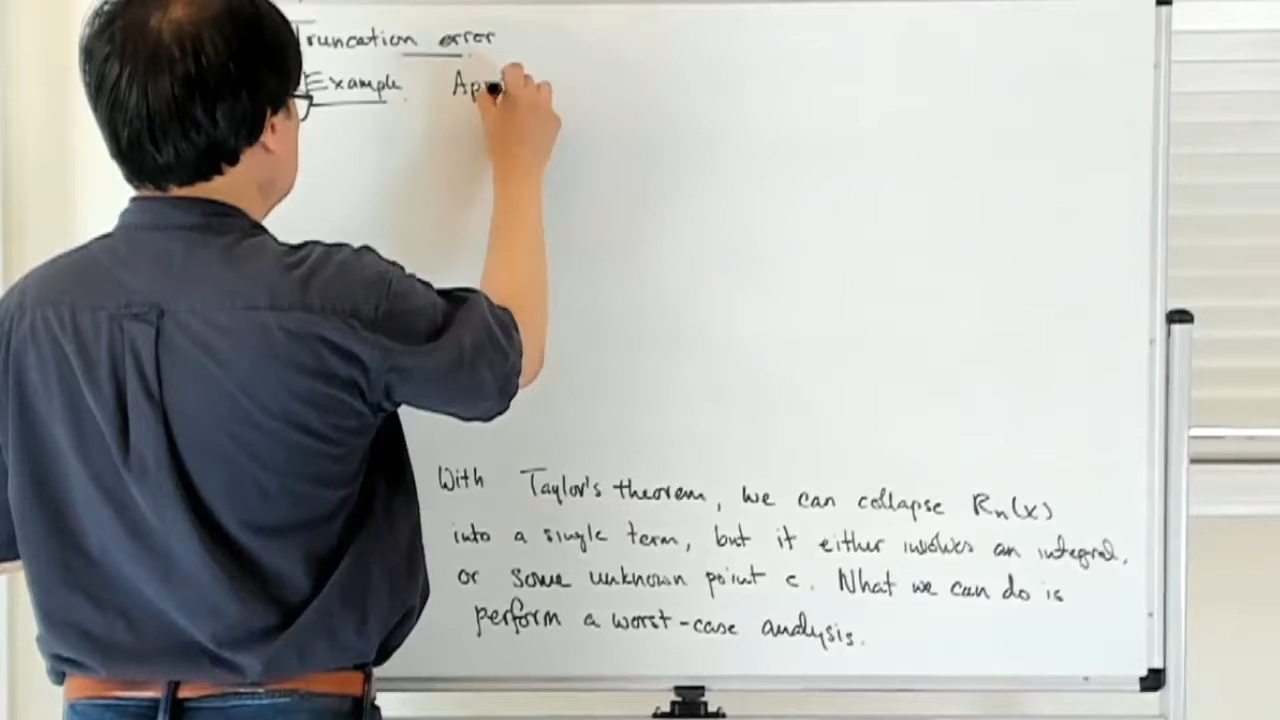 Truncation error
Example. Ap
With Taylor's theorem, we can collapse Rn(x)
into a single term, but it either involves an integral,
or some unknown point c. What we can do is
perform a worst-case analysis.